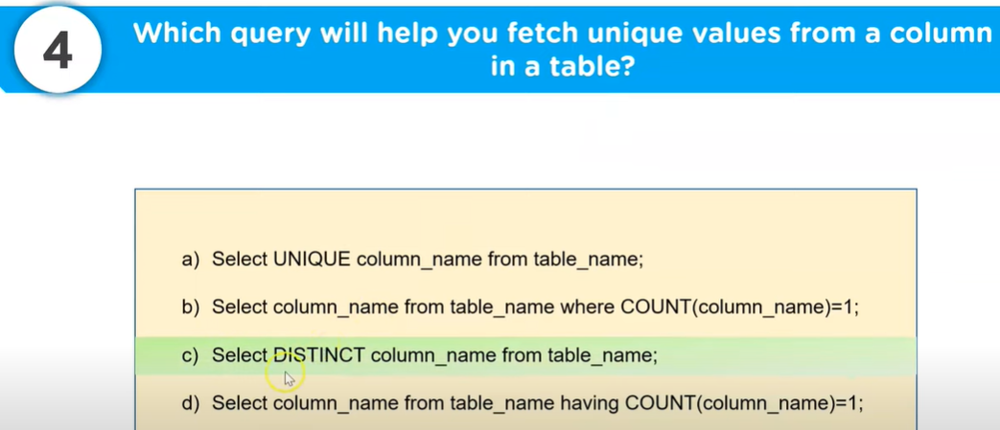 4
Which query will help you fetch unique values from a column
in a table?
a) Select UNIQUE column_name from table_name;
b) Select column_name from table_name where COUNT(column_name)=1;
c) Select DISTINCT column_name from table_name;
d) Select column_name from table_name having COUNT(column_name)=1;